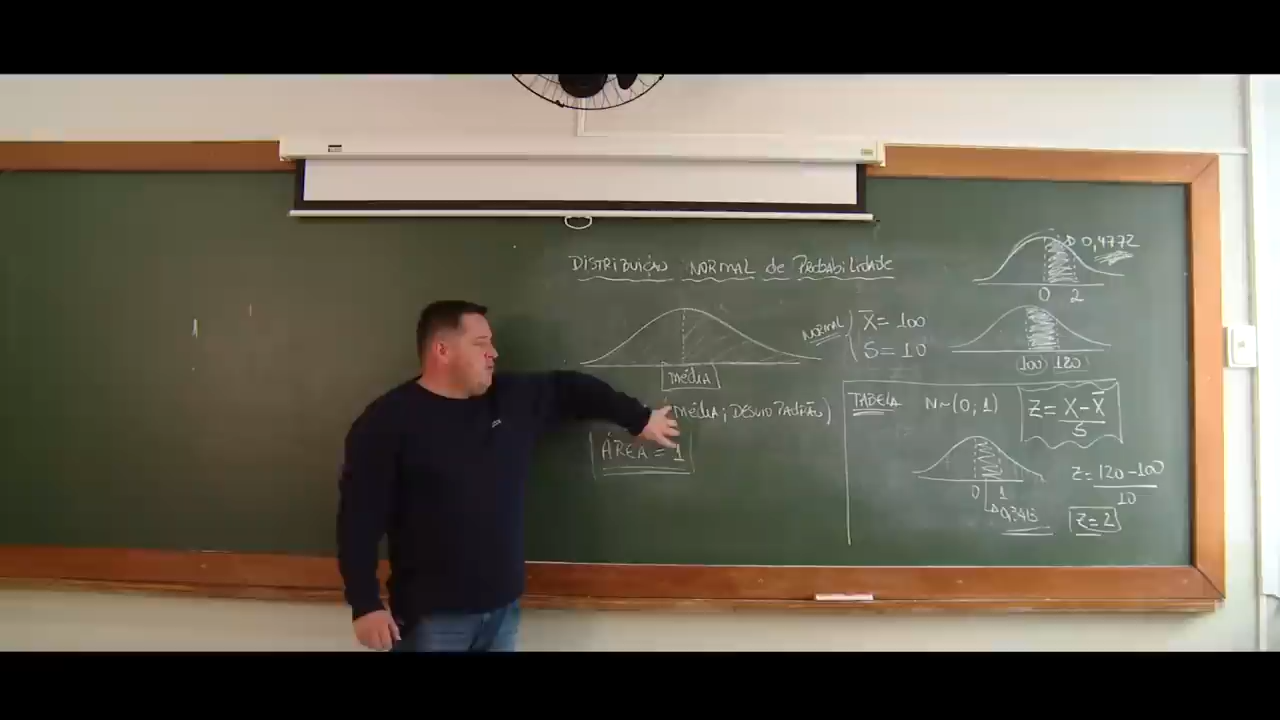 DISTRIBUIÇÃO NORMAL de PROBABILIDADE
média
média; DESVIO PADRÃO)
ÁREA = 1
NORMAL
X̄ = 100
S = 10
0,4772
0 2
100 120
TABELA N~(0; 1)
Z = X - X̄ / S
0 1
0,3413
Z = 120 - 100 / 10
Z = 2